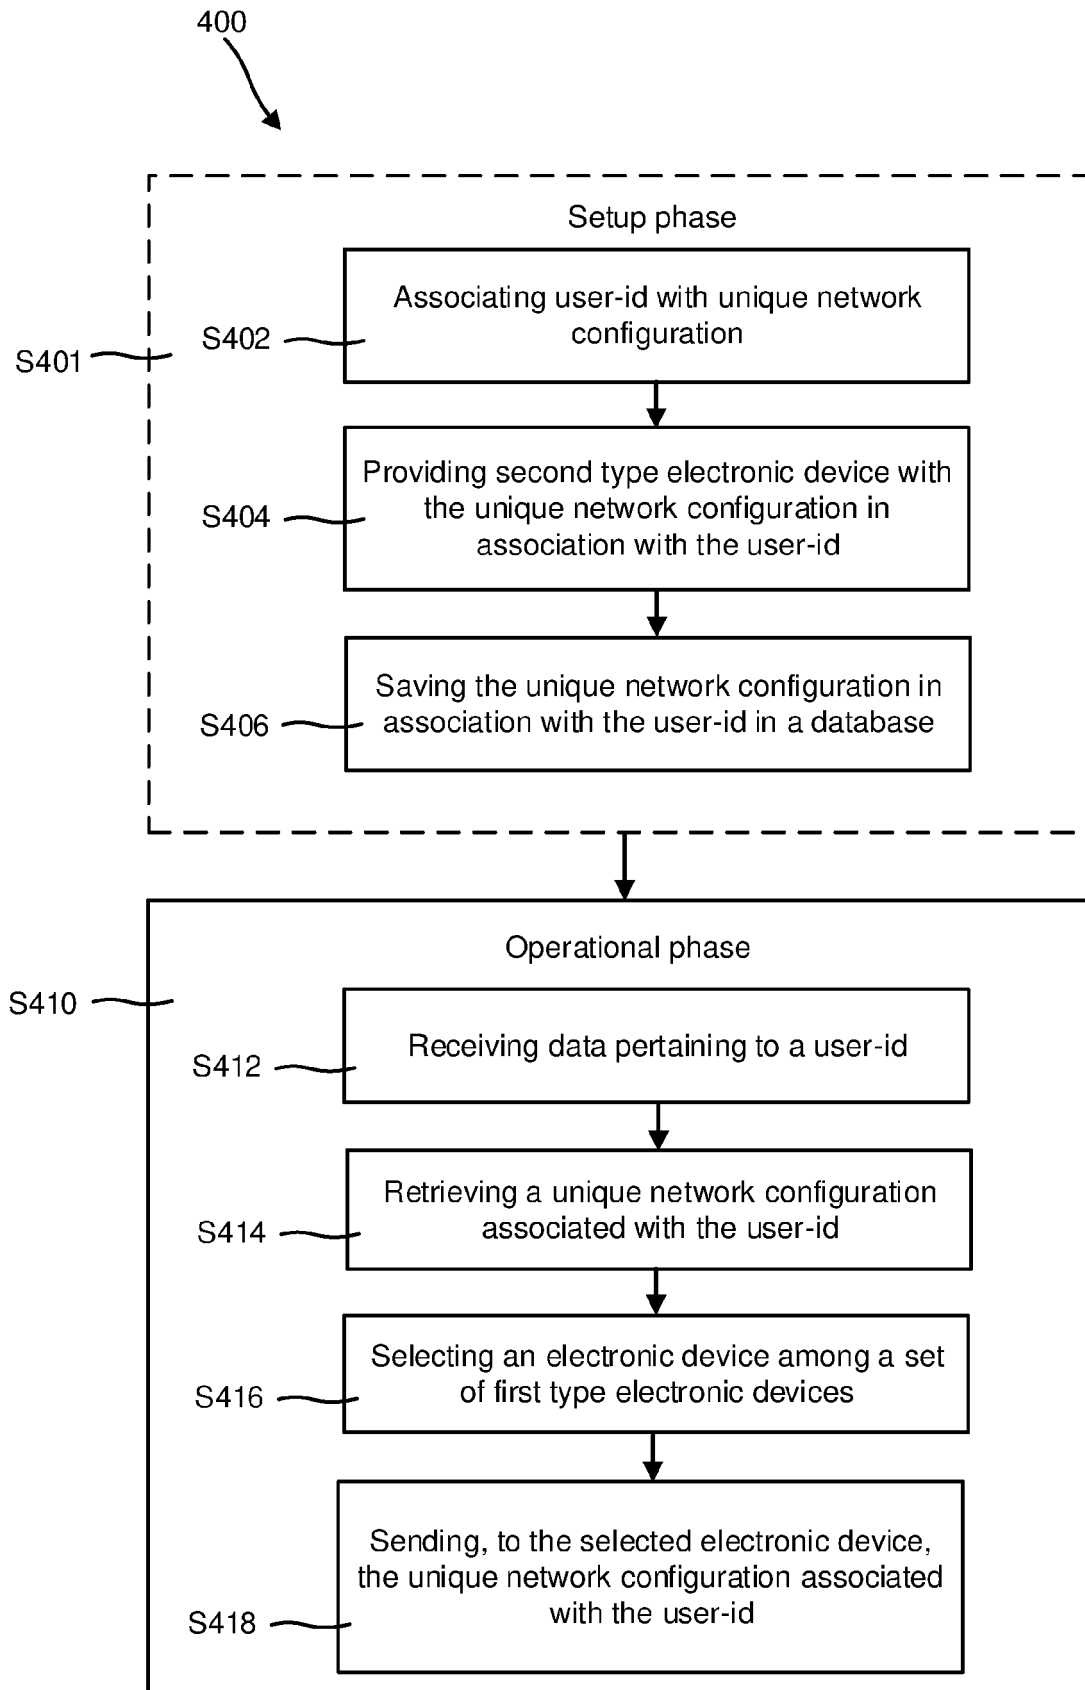 400
Setup phase
Associating user-id with unique network
configuration
S402
S401
Providing second type electronic device with
the unique network configuration in
association with the user-id
S404
Saving the unique network configuration in
association with the user-id in a database
S406
Operational phase
S410
Receiving data pertaining to a user-id
S412
Retrieving a unique network configuration
associated with the user-id
S414
Selecting an electronic device among a set
of first type electronic devices
S416
Sending, to the selected electronic device,
the unique network configuration associated
with the user-id
S418